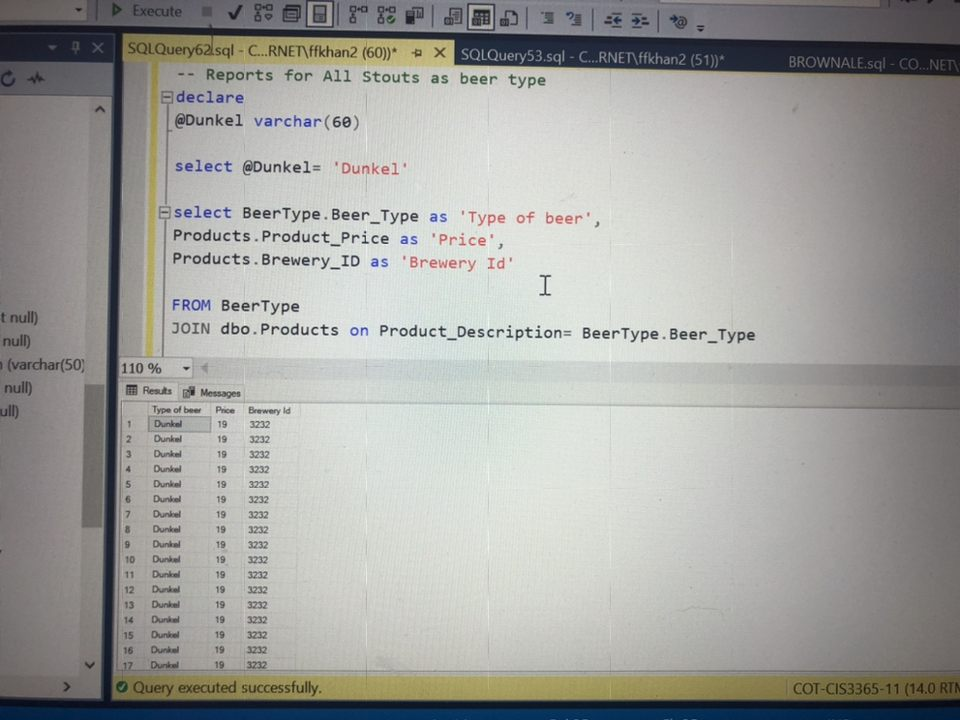 Execute
SQLQuery62.sql - C...RNET\ffkhan2 (60))*
SQLQuery53.sql - C...RNET\ffkhan2 (51))*
BROWNALE.sql - CO...NET\
-- Reports for All Stouts as beer type
declare
@Dunkel varchar(60)
select @Dunkel= 'Dunkel'
select BeerType.Beer_Type as 'Type of beer',
Products.Product_Price as 'Price',
Products.Brewery_ID as 'Brewery Id'
FROM BeerType
JOIN dbo.Products on Product_Description= BeerType.Beer_Type
t null)
null)
(varchar(50)
null)
ull)
110 %
Results Messages
Type of beer Price Brewery Id
1 Dunkel 19 3232
2 Dunkel 19 3232
3 Dunkel 19 3232
4 Dunkel 19 3232
5 Dunkel 19 3232
6 Dunkel 19 3232
7 Dunkel 19 3232
8 Dunkel 19 3232
9 Dunkel 19 3232
10 Dunkel 19 3232
11 Dunkel 19 3232
12 Dunkel 19 3232
13 Dunkel 19 3232
14 Dunkel 19 3232
15 Dunkel 19 3232
16 Dunkel 19 3232
17 Dunkel 19 3232
Query executed successfully.
COT-CIS3365-11 (14.0 RTM